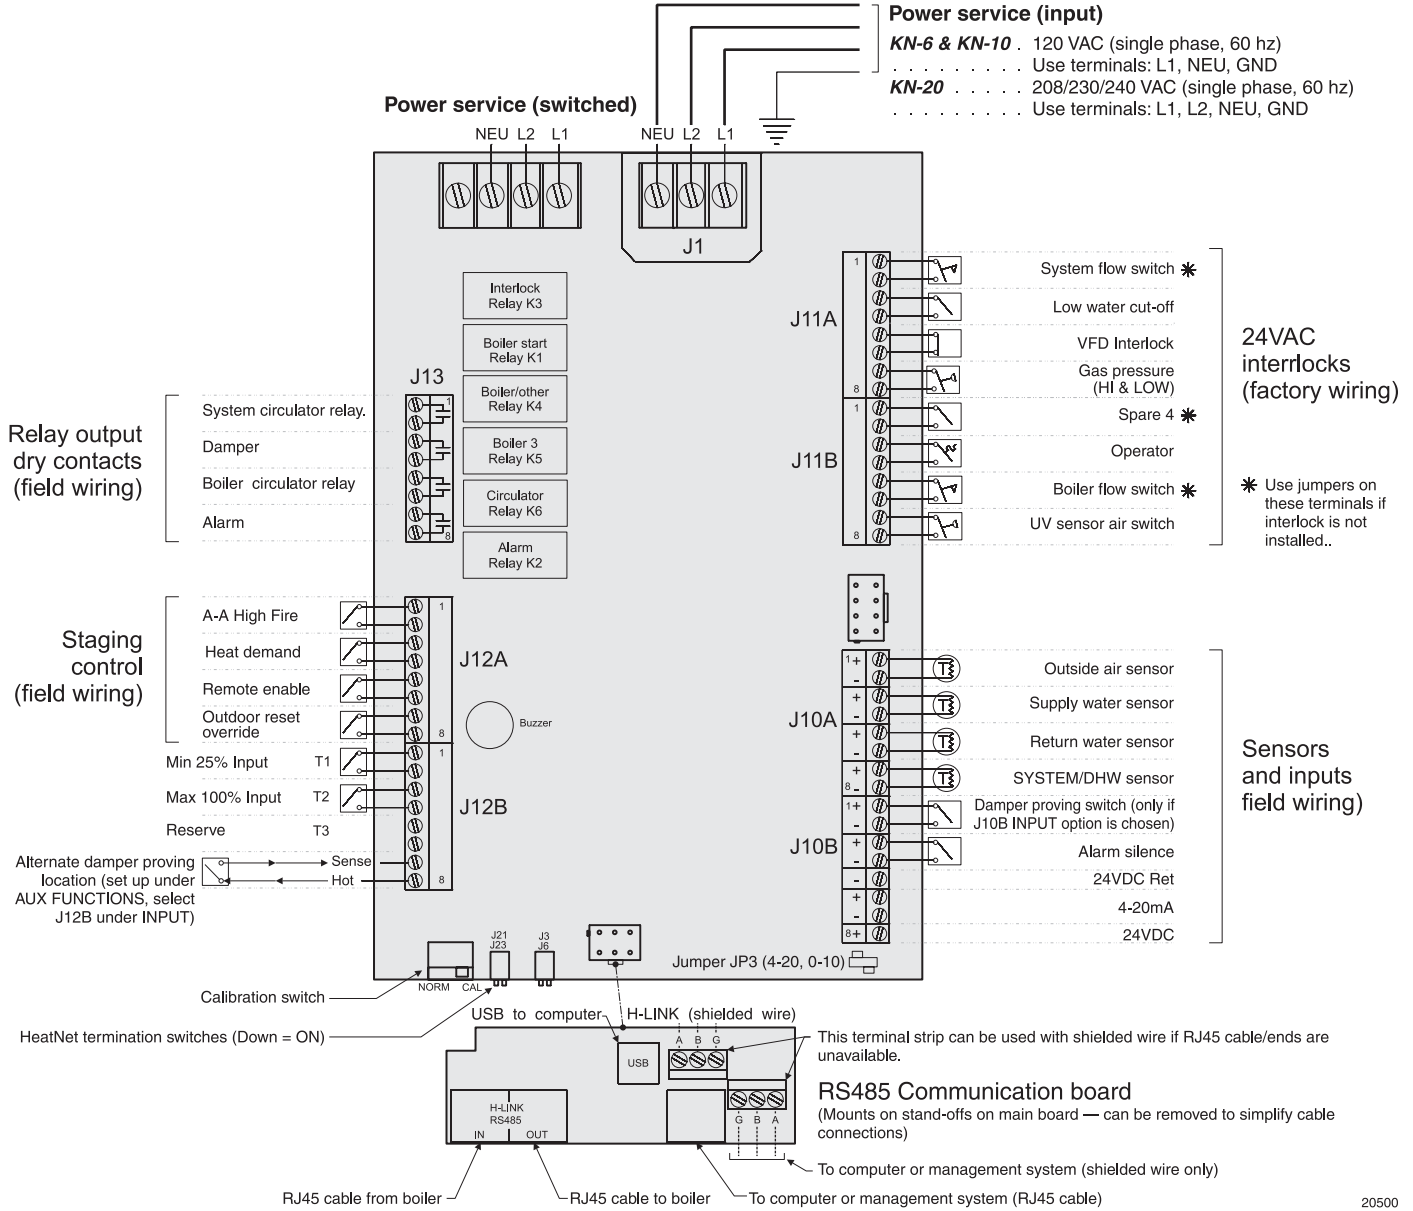 Power service (input)
KN-6 & KN-10 . 120 VAC (single phase, 60 hz)
. . . . . . . . . Use terminals: L1, NEU, GND
KN-20 . . . . . 208/230/240 VAC (single phase, 60 hz)
. . . . . . . . . Use terminals: L1, L2, NEU, GND
Power service (switched)
NEU L2 L1
NEU L2 L1
J1
Interlock
Relay K3
Boiler start
Relay K1
Boiler/other
Relay K4
Boiler 3
Relay K5
Circulator
Relay K6
Alarm
Relay K2
J13
1
8
Relay output
dry contacts
(field wiring)
System circulator relay.
Damper
Boiler circulator relay
Alarm
Staging
control
(field wiring)
A-A High Fire
Heat demand
Remote enable
Outdoor reset
override
Min 25% Input T1
Max 100% Input T2
Reserve T3
Alternate damper proving
location (set up under
AUX FUNCTIONS, select
J12B under INPUT)
Sense
Hot
1
J12A
8
1
J12B
8
Buzzer
J11A
1
8
J11B
1
8
System flow switch ✱
Low water cut-off
VFD Interlock
Gas pressure
(HI & LOW)
Spare 4 ✱
Operator
Boiler flow switch ✱
UV sensor air switch
24VAC
interrlocks
(factory wiring)
✱ Use jumpers on
these terminals if
interlock is not
installed..
J10A
1 +
-
+
-
+
-
+
8 -
J10B
1 +
-
+
-
-
+
-
8 +
Outside air sensor
Supply water sensor
Return water sensor
SYSTEM/DHW sensor
Damper proving switch (only if
J10B INPUT option is chosen)
Alarm silence
24VDC Ret
4-20mA
24VDC
Sensors
and inputs
field wiring)
Jumper JP3 (4-20, 0-10)
J21
J23
J3
J6
NORM CAL
Calibration switch
HeatNet termination switches (Down = ON)
USB to computer
H-LINK (shielded wire)
A B G
USB
This terminal strip can be used with shielded wire if RJ45 cable/ends are
unavailable.
RS485 Communication board
(Mounts on stand-offs on main board — can be removed to simplify cable
connections)
H-LINK
RS485
IN OUT
G B A
To computer or management system (shielded wire only)
RJ45 cable from boiler
RJ45 cable to boiler
To computer or management system (RJ45 cable)
20500